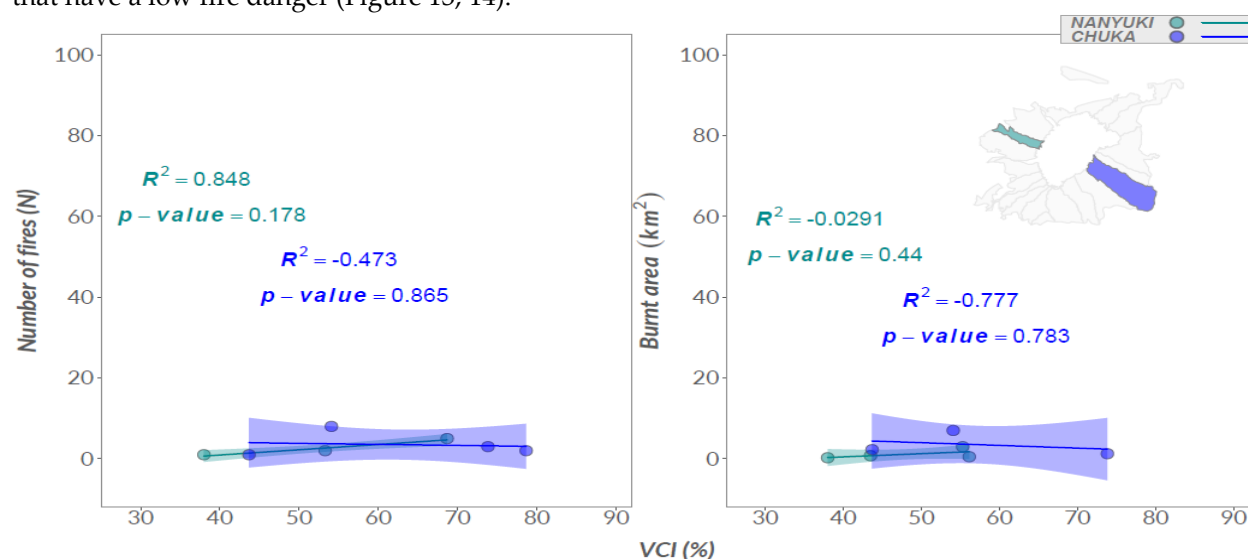 that have a low fire danger (Figure 13, 14).
NANYUKI
CHUKA
100
80
60
40
20
0
Number of fires (N)
R² = 0.848
p – value = 0.178
R² = -0.473
p – value = 0.865
30 40 50 60 70 80 90
100
80
60
40
20
0
Burnt area (km²)
R² = -0.0291
p – value = 0.44
R² = -0.777
p – value = 0.783
30 40 50 60 70 80 90
VCI (%)